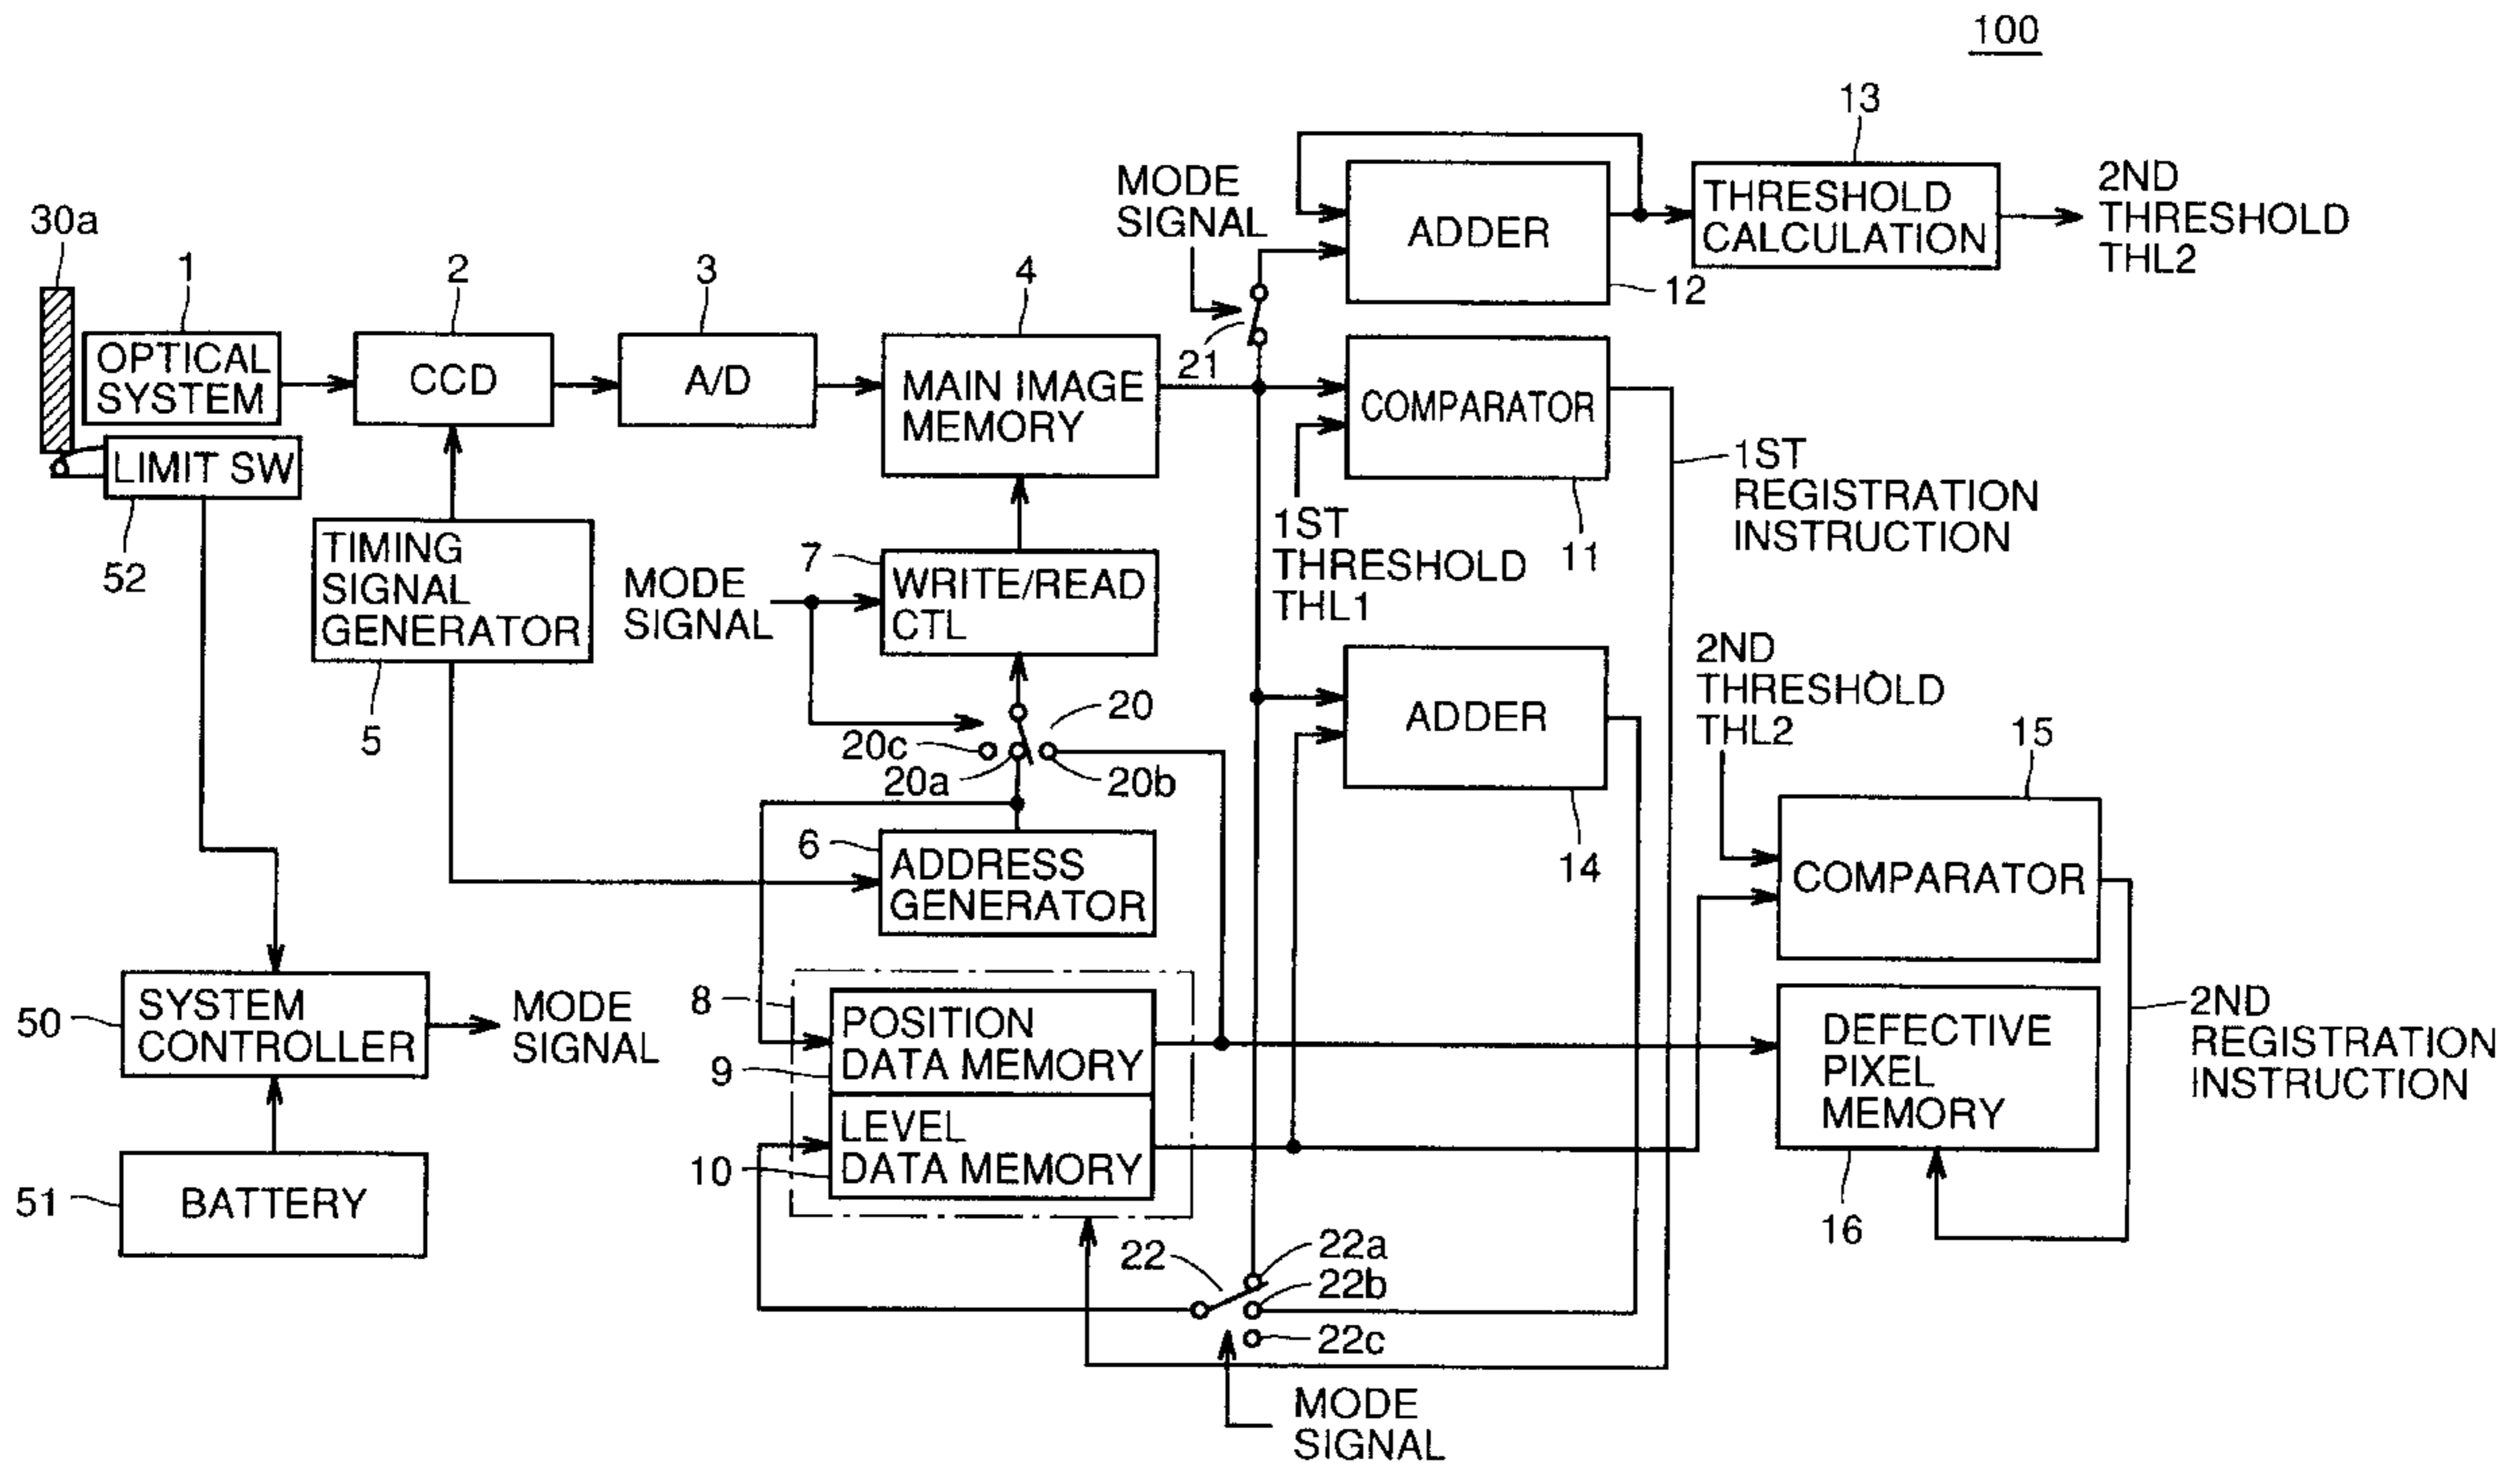 100
13
MODE
SIGNAL
ADDER
THRESHOLD
CALCULATION
2ND
THRESHOLD
THL2
12
30a
1
2
3
4
21
OPTICAL
SYSTEM
CCD
A/D
MAIN IMAGE
MEMORY
COMPARATOR
LIMIT SW
52
1ST
REGISTRATION
INSTRUCTION
1ST
THRESHOLD
THL1
11
TIMING
SIGNAL
GENERATOR
5
MODE
SIGNAL
7
WRITE/READ
CTL
20
20c
20a
20b
ADDER
14
2ND
THRESHOLD
THL2
15
COMPARATOR
6
ADDRESS
GENERATOR
50
SYSTEM
CONTROLLER
MODE
SIGNAL
8
POSITION
DATA MEMORY
9
LEVEL
DATA MEMORY
10
DEFECTIVE
PIXEL
MEMORY
16
2ND
REGISTRATION
INSTRUCTION
51
BATTERY
22
22a
22b
22c
MODE
SIGNAL